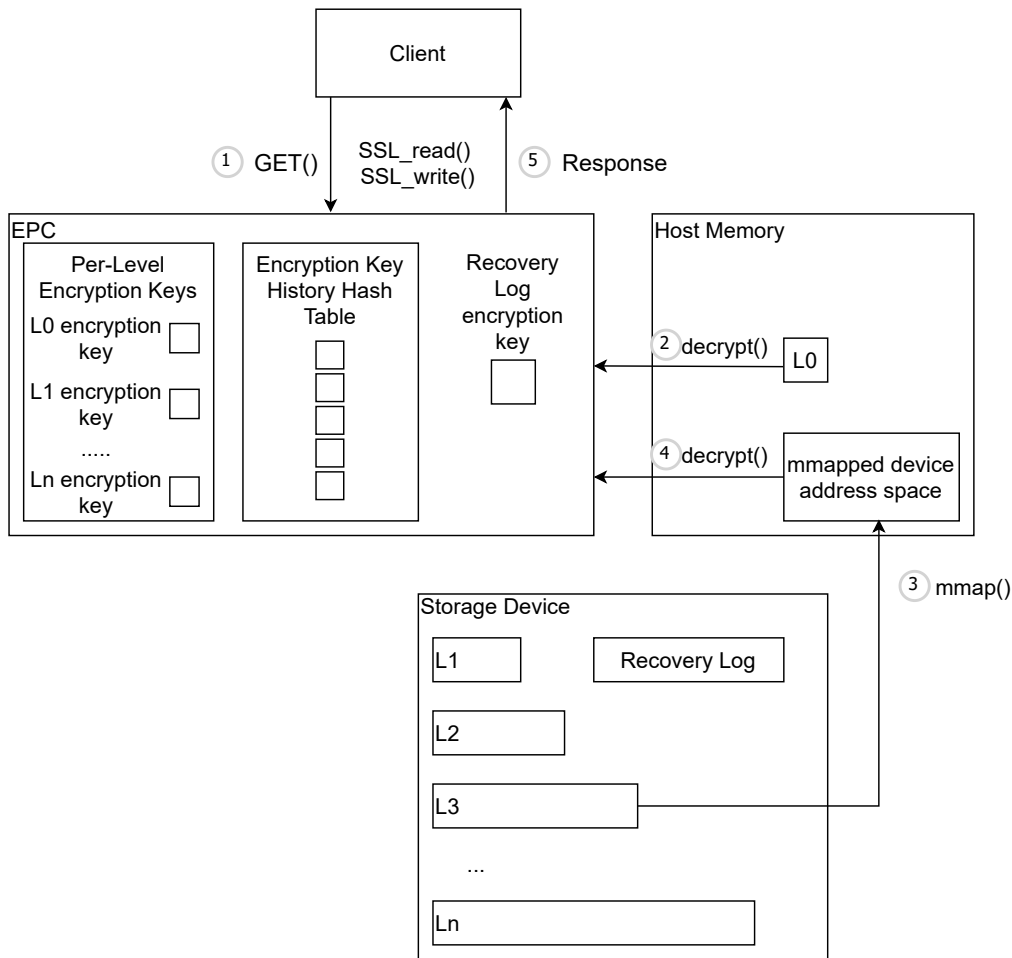 Client
1 GET()
SSL_read()
SSL_write()
5 Response
EPC
Per-Level
Encryption Keys
L0 encryption
key
L1 encryption
key
.....
Ln encryption
key
Encryption Key
History Hash
Table
Recovery
Log
encryption
key
Host Memory
2 decrypt()
L0
4 decrypt()
mmapped device
address space
3 mmap()
Storage Device
L1
Recovery Log
L2
L3
...
Ln